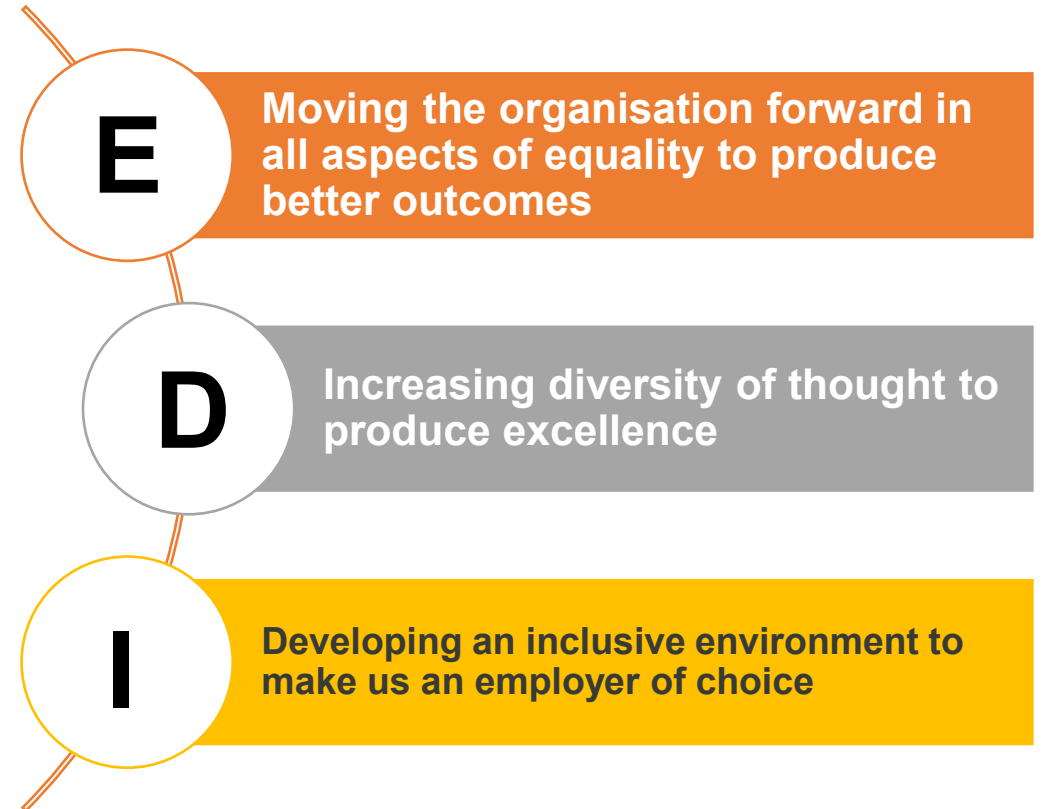 E
Moving the organisation forward in
all aspects of equality to produce
better outcomes
D
Increasing diversity of thought to
produce excellence
I
Developing an inclusive environment to
make us an employer of choice